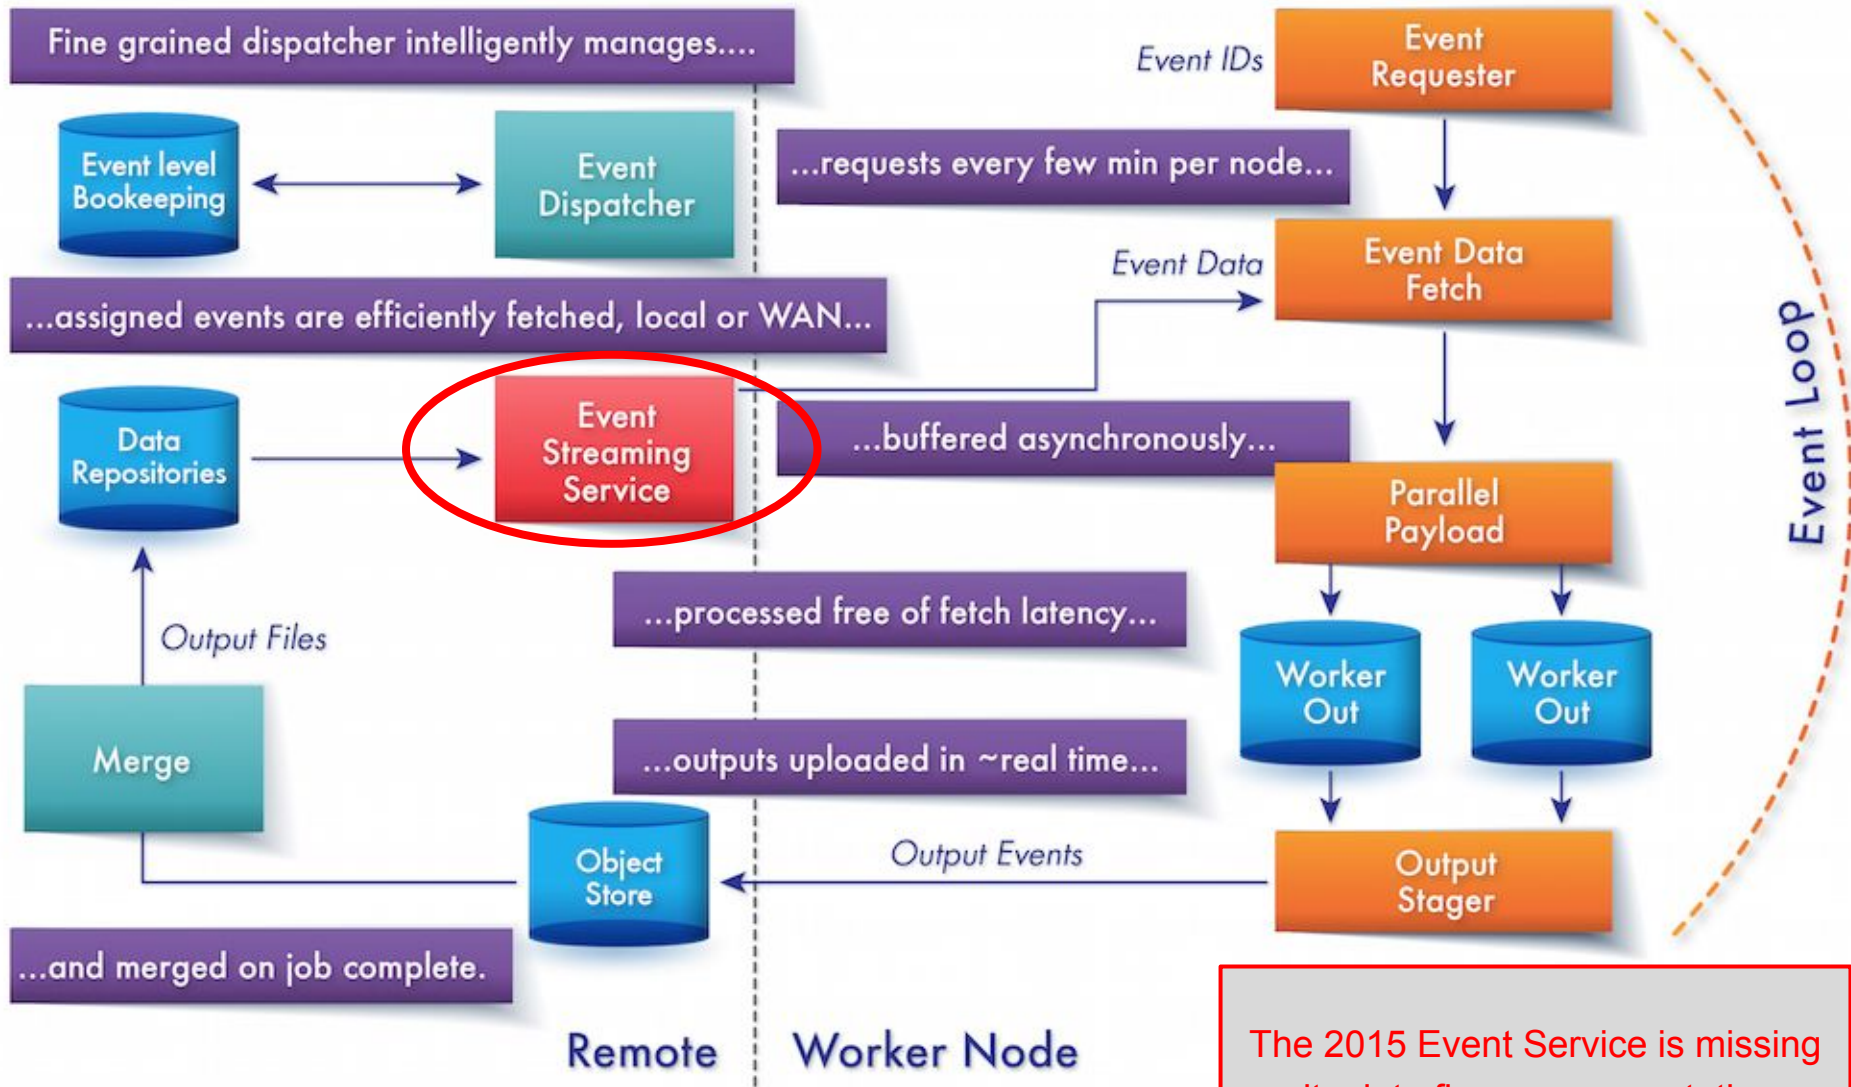 Fine grained dispatcher intelligently manages....
Event IDs
Event
Requester
Event level
Bookeeping
Event
Dispatcher
...requests every few min per node...
Event Data
Event Data
Fetch
...assigned events are efficiently fetched, local or WAN...
Data
Repositories
Event
Streaming
Service
...buffered asynchronously...
Parallel
Payload
Event Loop
...processed free of fetch latency...
Output Files
Worker
Out
Worker
Out
Merge
...outputs uploaded in ~real time...
Object
Store
Output Events
Output
Stager
...and merged on job complete.
Remote
Worker Node
The 2015 Event Service is missing